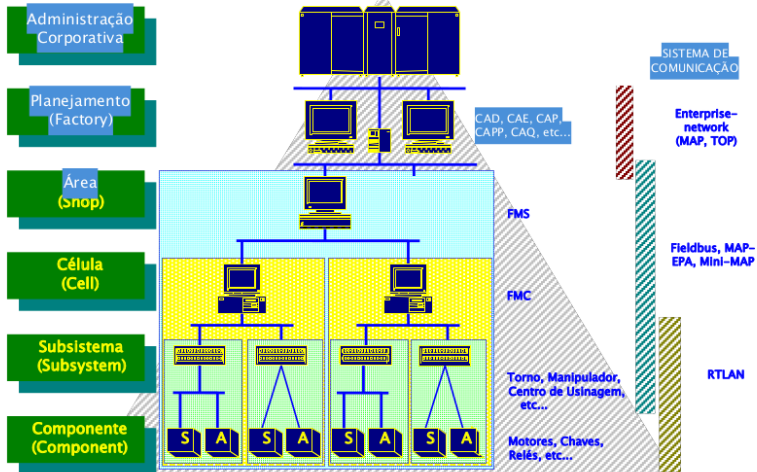 Administração
Corporativa
SISTEMA DE
COMUNICAÇÃO
Planejamento
(Factory)
CAD, CAE, CAP,
CAPP, CAQ, etc...
Enterprise-
network
(MAP, TOP)
Área
(Shop)
FMS
Fieldbus, MAP-
EPA, Mini-MAP
Célula
(Cell)
FMC
Subsistema
(Subsystem)
Torno, Manipulador,
Centro de Usinagem,
etc...
RTLAN
Componente
(Component)
S A S A S A S A
Motores, Chaves,
Relés, etc...